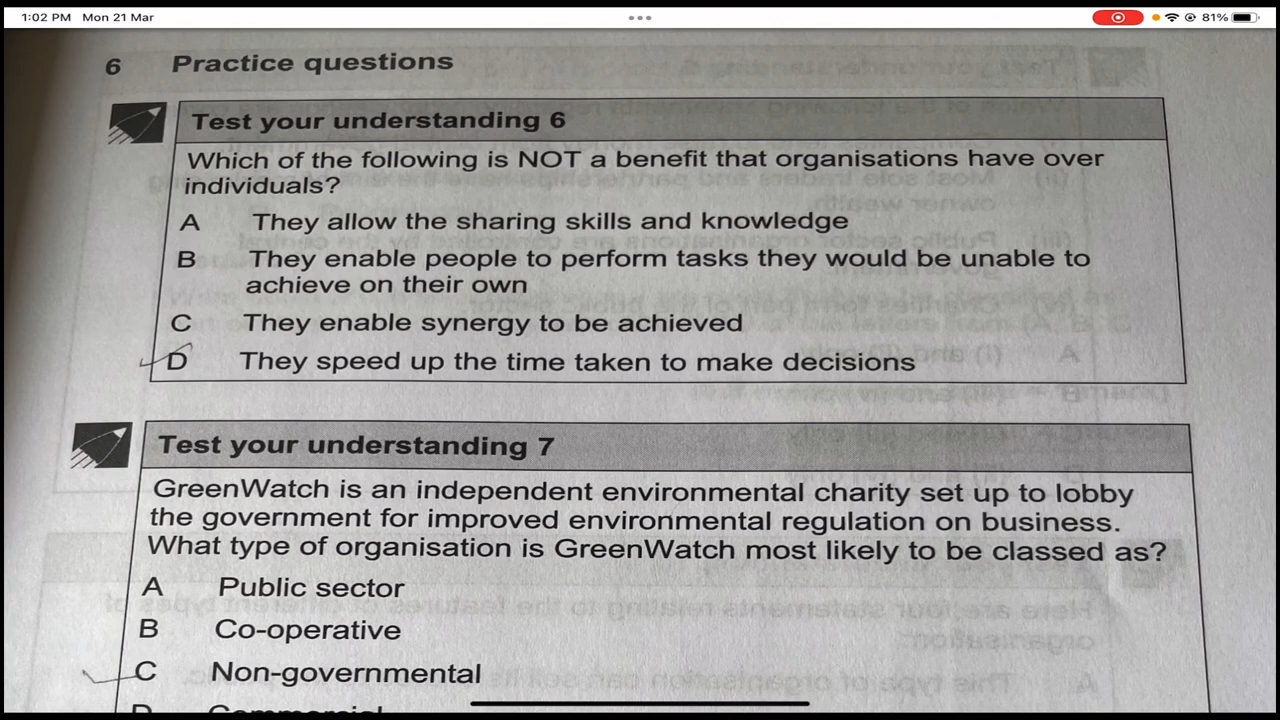 1:02 PM Mon 21 Mar
81%
6 Practice questions
Test your understanding 6
Which of the following is NOT a benefit that organisations have over
individuals?
A They allow the sharing skills and knowledge
B They enable people to perform tasks they would be unable to
achieve on their own
C They enable synergy to be achieved
D They speed up the time taken to make decisions
Test your understanding 7
GreenWatch is an independent environmental charity set up to lobby
the government for improved environmental regulation on business.
What type of organisation is GreenWatch most likely to be classed as?
A Public sector
B Co-operative
C Non-governmental
D Commercial